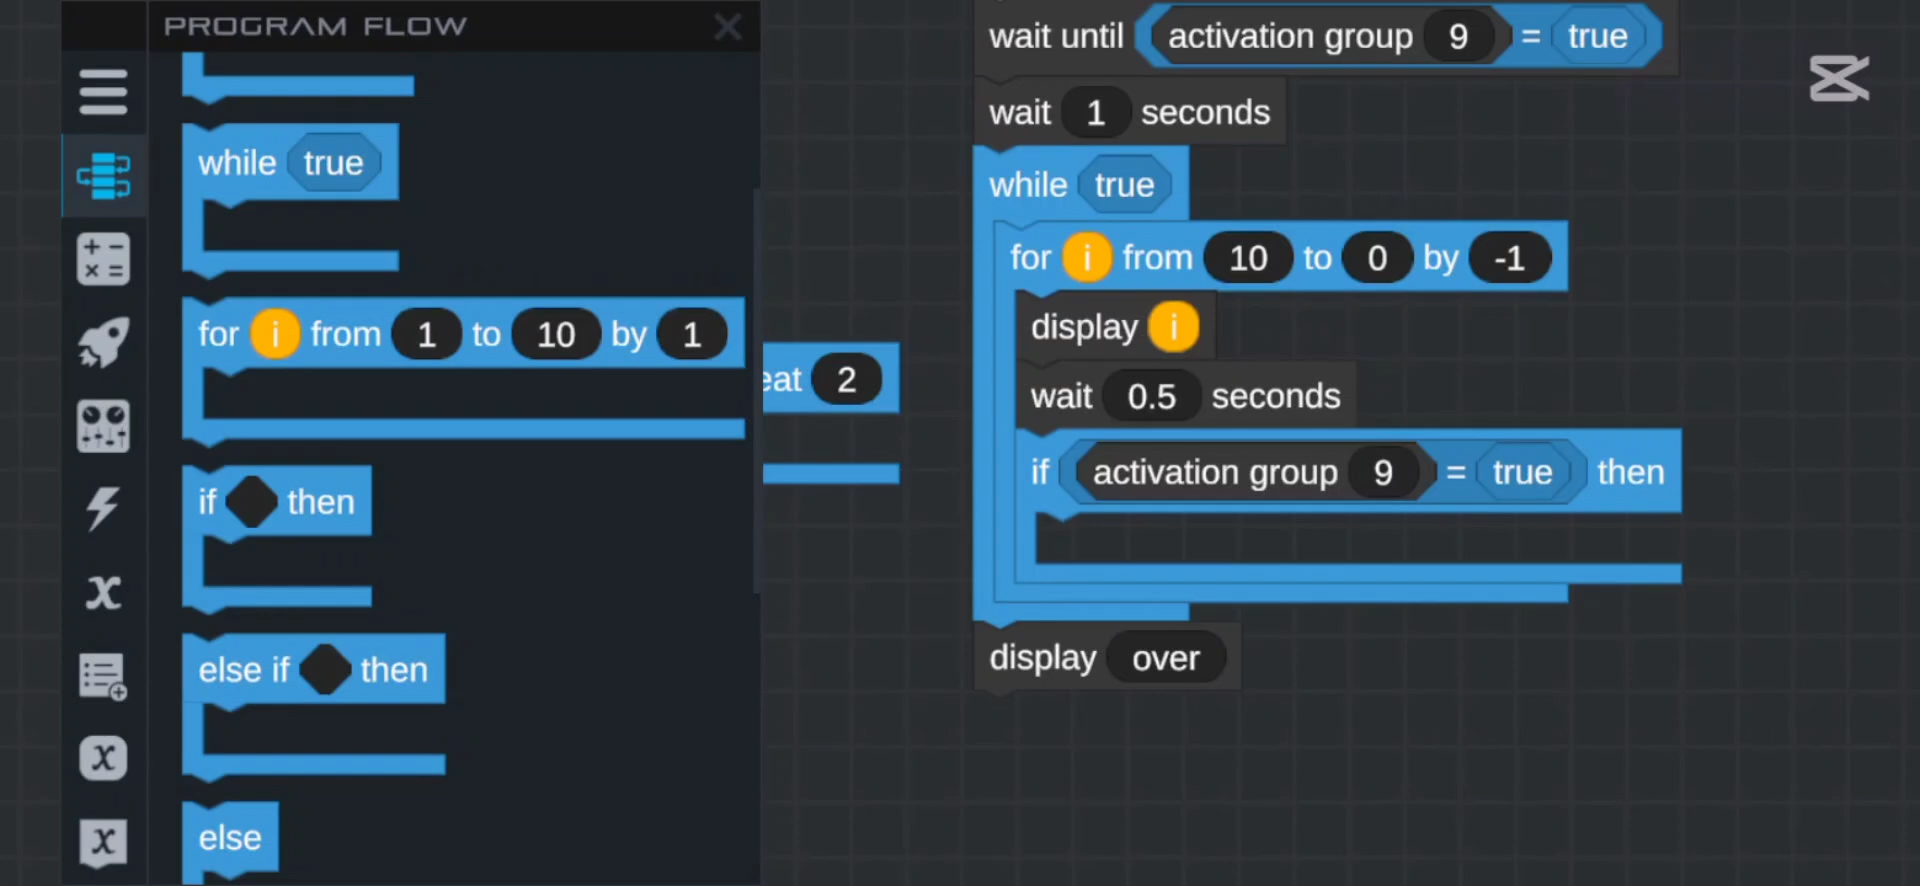 PROGRAM FLOW
while true
for i from 1 to 10 by 1
if then
else if then
else
eat 2
wait until activation group 9 = true
wait 1 seconds
while true
for i from 10 to 0 by -1
display i
wait 0.5 seconds
if activation group 9 = true then
display over